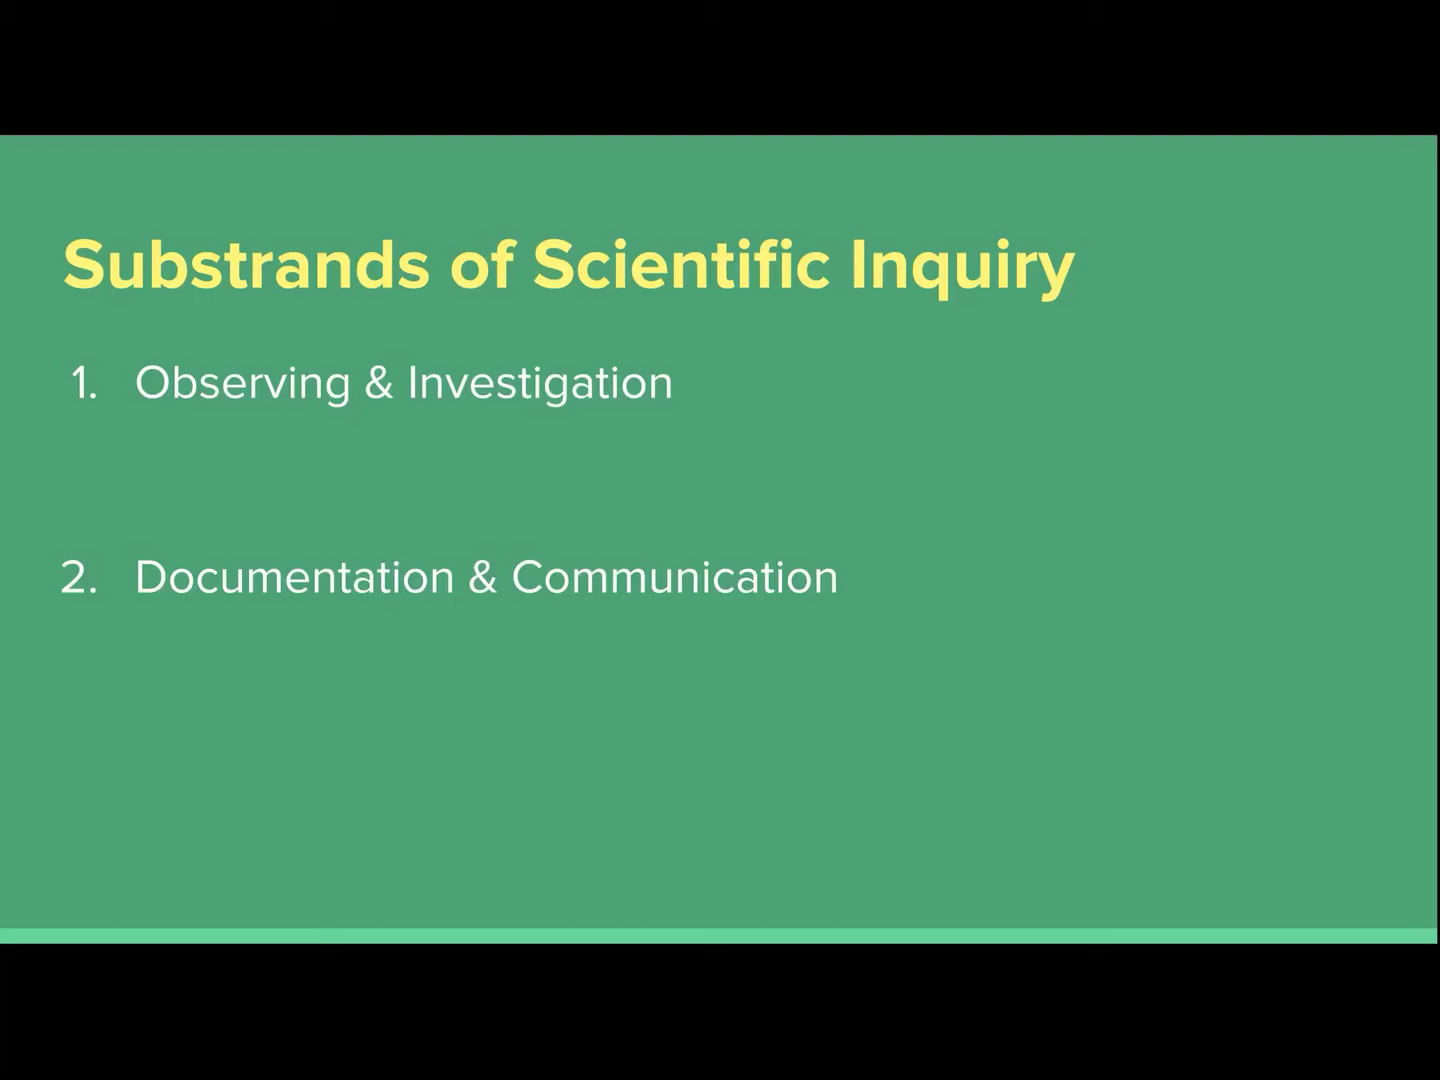 Substrands of Scientific Inquiry
1. Observing & Investigation
2. Documentation & Communication